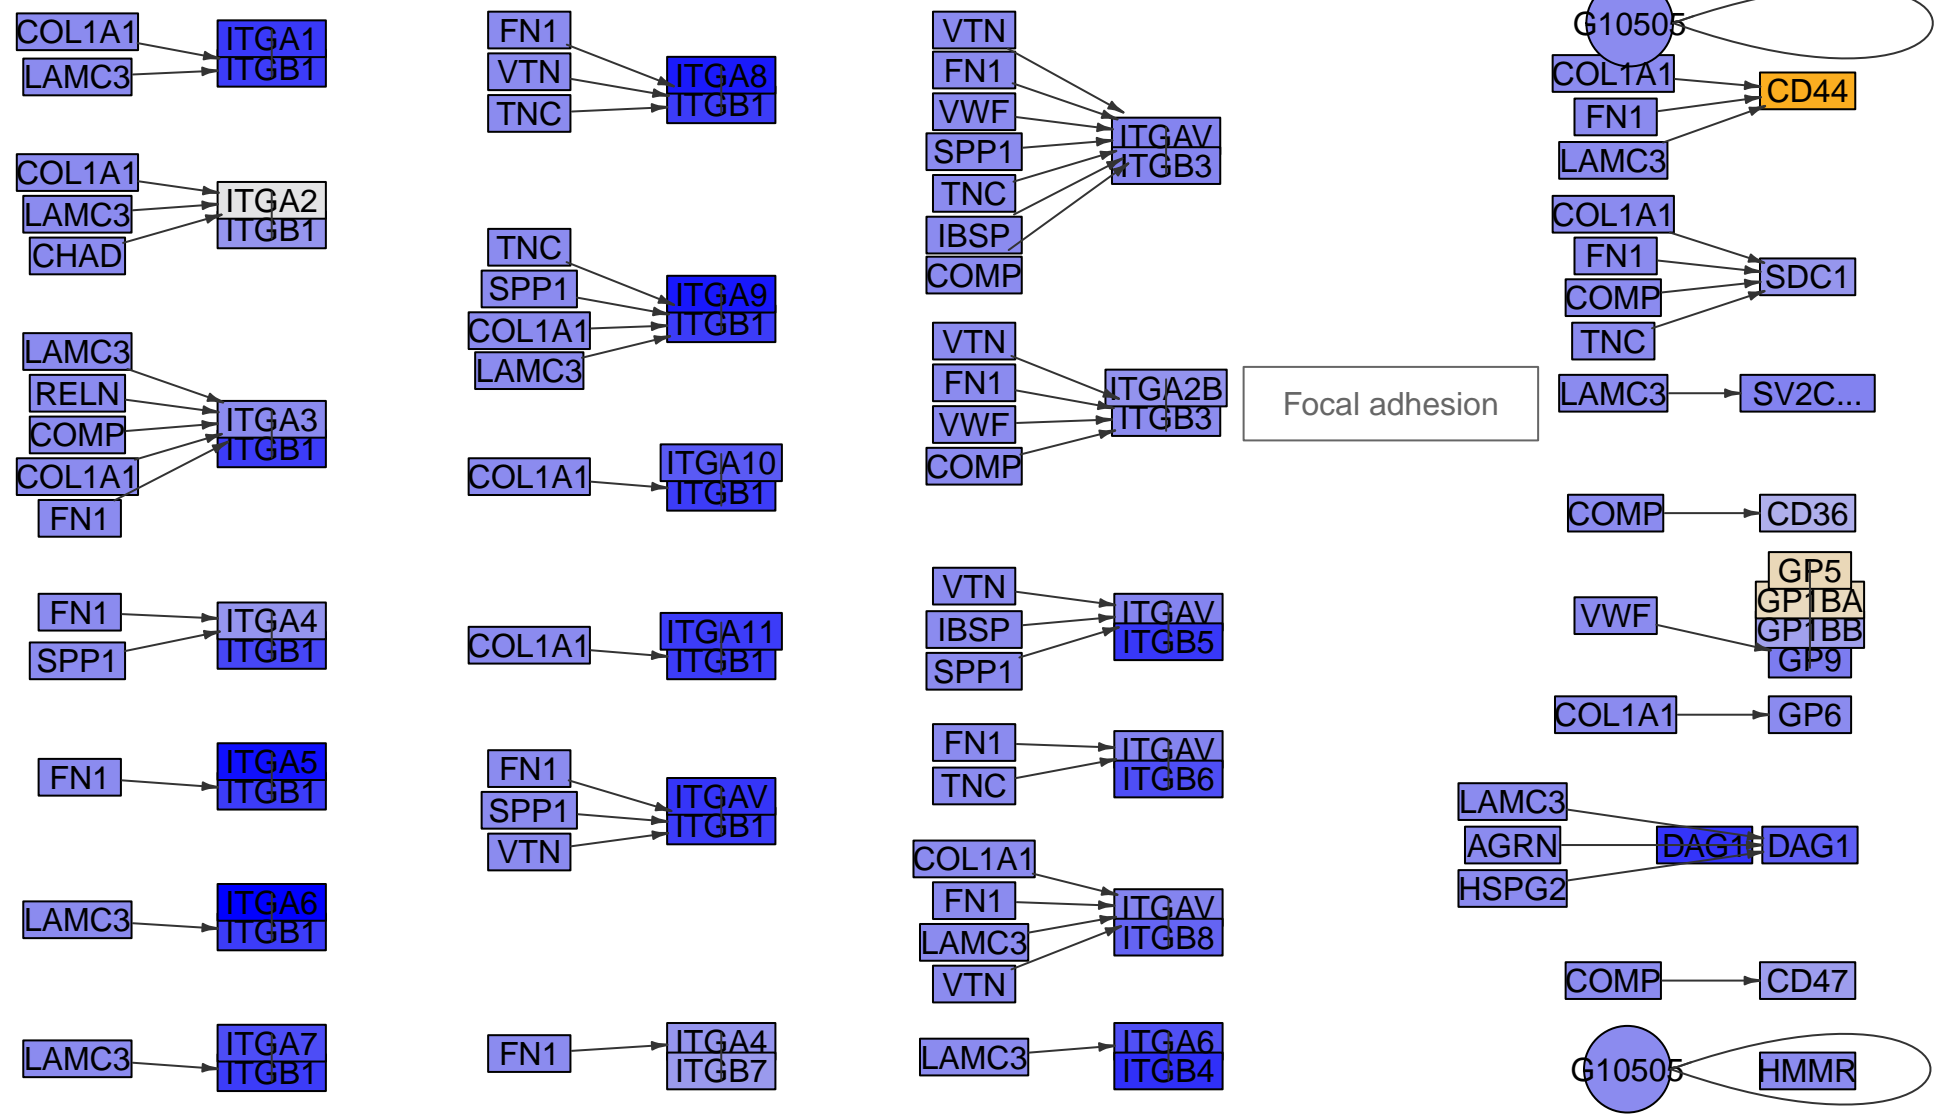 COL1A1
LAMC3
ITGA1
ITGB1
COL1A1
LAMC3
CHAD
ITGA2
ITGB1
LAMC3
RELN
COMP
COL1A1
FN1
ITGA3
ITGB1
FN1
SPP1
ITGA4
ITGB1
FN1
ITGA5
ITGB1
LAMC3
ITGA6
ITGB1
LAMC3
ITGA7
ITGB1
FN1
VTN
TNC
ITGA8
ITGB1
TNC
SPP1
COL1A1
LAMC3
ITGA9
ITGB1
COL1A1
ITGA10
ITGB1
COL1A1
ITGA11
ITGB1
FN1
SPP1
VTN
ITGAV
ITGB1
FN1
ITGA4
ITGB7
VTN
FN1
VWF
SPP1
TNC
IBSP
COMP
ITGAV
ITGB3
VTN
FN1
VWF
COMP
ITGA2B
ITGB3
Focal adhesion
VTN
IBSP
SPP1
ITGAV
ITGB5
FN1
TNC
ITGAV
ITGB6
COL1A1
FN1
LAMC3
VTN
ITGAV
ITGB8
LAMC3
ITGA6
ITGB4
G10505
COL1A1
FN1
LAMC3
CD44
COL1A1
FN1
COMP
TNC
SDC1
LAMC3
SV2C...
COMP
CD36
VWF
GP5
GP1BA
GP1BB
GP9
COL1A1
GP6
LAMC3
AGRN
HSPG2
DAG1
DAG1
COMP
CD47
G10505
HMMR